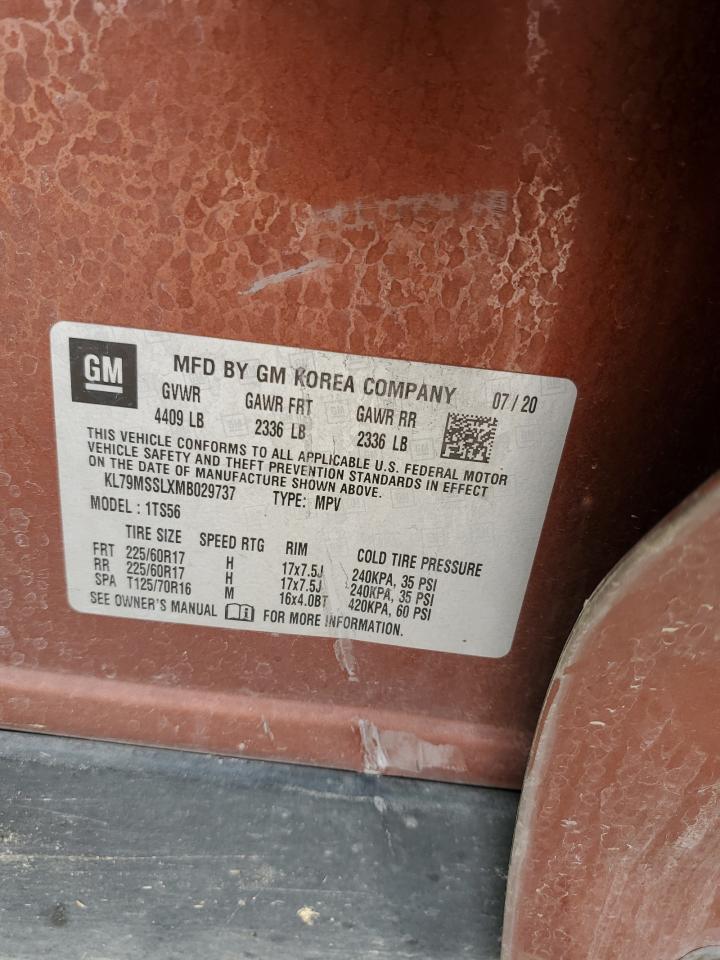 GM
MFD BY GM KOREA COMPANY 07/20
GVWR GAWR FRT GAWR RR
4409 LB 2336 LB 2336 LB
THIS VEHICLE CONFORMS TO ALL APPLICABLE U.S. FEDERAL MOTOR
VEHICLE SAFETY AND THEFT PREVENTION STANDARDS IN EFFECT
ON THE DATE OF MANUFACTURE SHOWN ABOVE.
KL79MSSLXMB029737 TYPE: MPV
MODEL: 1TS56
TIRE SIZE SPEED RTG RIM COLD TIRE PRESSURE
FRT 225/60R17 H 17x7.5J 240KPA, 35 PSI
RR 225/60R17 H 17x7.5J 240KPA, 35 PSI
SPA T125/70R16 M 16x4.0BT 420KPA, 60 PSI
SEE OWNER'S MANUAL FOR MORE INFORMATION.